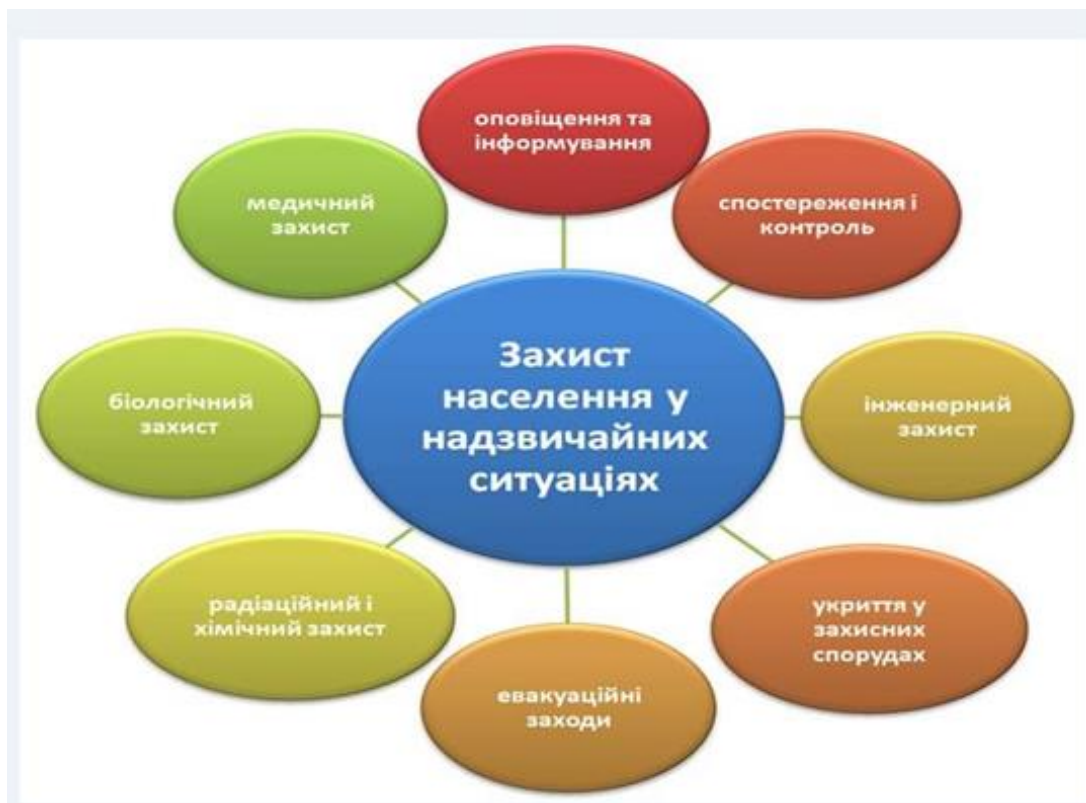 оповіщення та
інформування
спостереження і
контроль
інженерний
захист
укриття у
захисних
спорудах
евакуаційні
заходи
радіаційний і
хімічний захист
біологічний
захист
медичний
захист
Захист
населення у
надзвичайних
ситуаціях